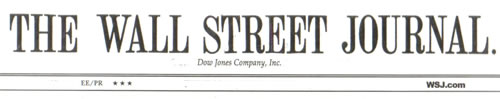 THE WALL STREET JOURNAL.
Dow Jones Company, Inc.
EE/PR ★★★ WSJ.com